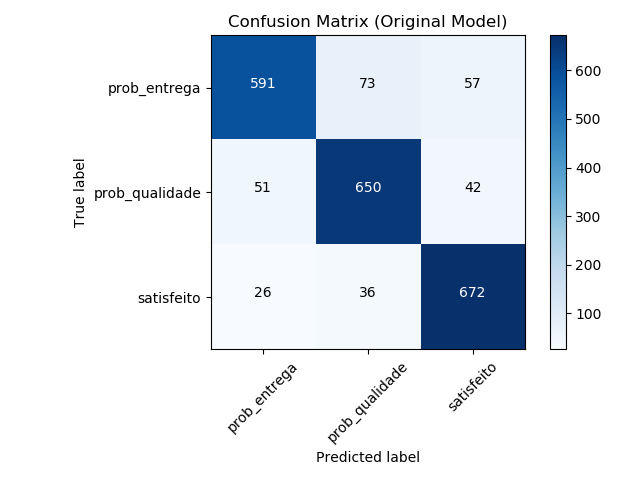 Confusion Matrix (Original Model)
True label
prob_entrega
591
73
57
prob_qualidade
51
650
42
satisfeito
26
36
672
prob_entrega
prob_qualidade
satisfeito
Predicted label
600
500
400
300
200
100